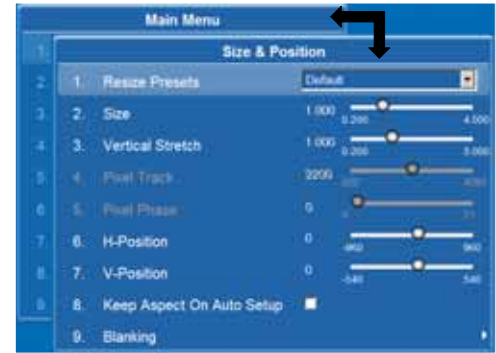 Main Menu
1. Size & Position
2. 1. Resize Presets Default
3. 2. Size 1.000 0.200 4.000
4. 3. Vertical Stretch 1.000 0.200 3.000
5. 4. Pixel Track 2200
6. 5. Pixel Phase 0
7. 6. H-Position 0 -960 960
8. 7. V-Position 0 -540 540
8. Keep Aspect On Auto Setup
9. 9. Blanking